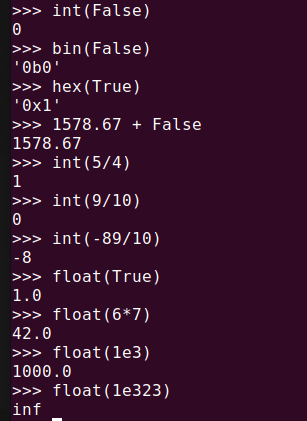 >>> int(False)
0
>>> bin(False)
'0b0'
>>> hex(True)
'0x1'
>>> 1578.67 + False
1578.67
>>> int(5/4)
1
>>> int(9/10)
0
>>> int(-89/10)
-8
>>> float(True)
1.0
>>> float(6*7)
42.0
>>> float(1e3)
1000.0
>>> float(1e323)
inf